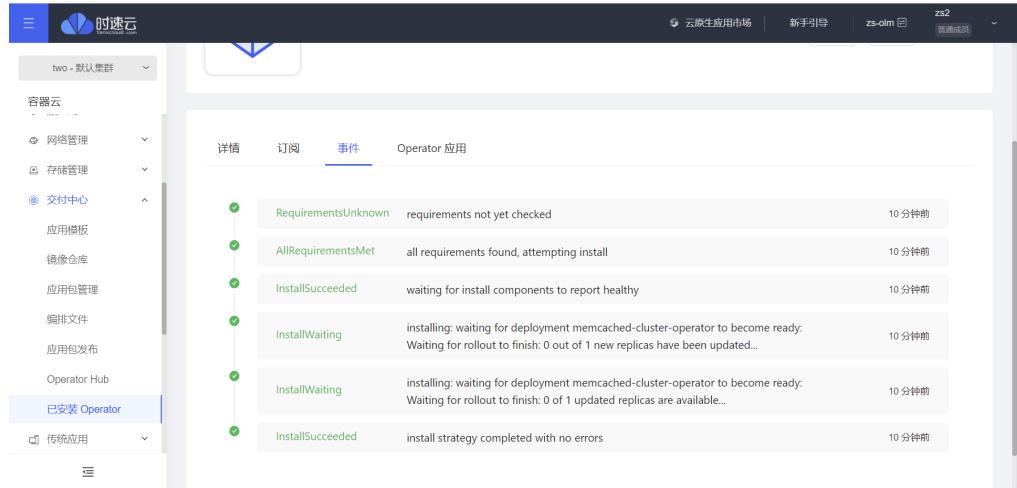 时速云
tenxcloud.com
云原生应用市场
新手引导
zs-olm
zs2
普通成员
two - 默认集群
容器云
网络管理
存储管理
交付中心
应用模板
镜像仓库
应用包管理
编排文件
应用包发布
Operator Hub
已安装 Operator
传统应用
详情 订阅 事件 Operator 应用
RequirementsUnknown requirements not yet checked 10 分钟前
AllRequirementsMet all requirements found, attempting install 10 分钟前
InstallSucceeded waiting for install components to report healthy 10 分钟前
InstallWaiting installing: waiting for deployment memcached-cluster-operator to become ready:
Waiting for rollout to finish: 0 out of 1 new replicas have been updated... 10 分钟前
InstallWaiting installing: waiting for deployment memcached-cluster-operator to become ready:
Waiting for rollout to finish: 0 of 1 updated replicas are available... 10 分钟前
InstallSucceeded install strategy completed with no errors 10 分钟前